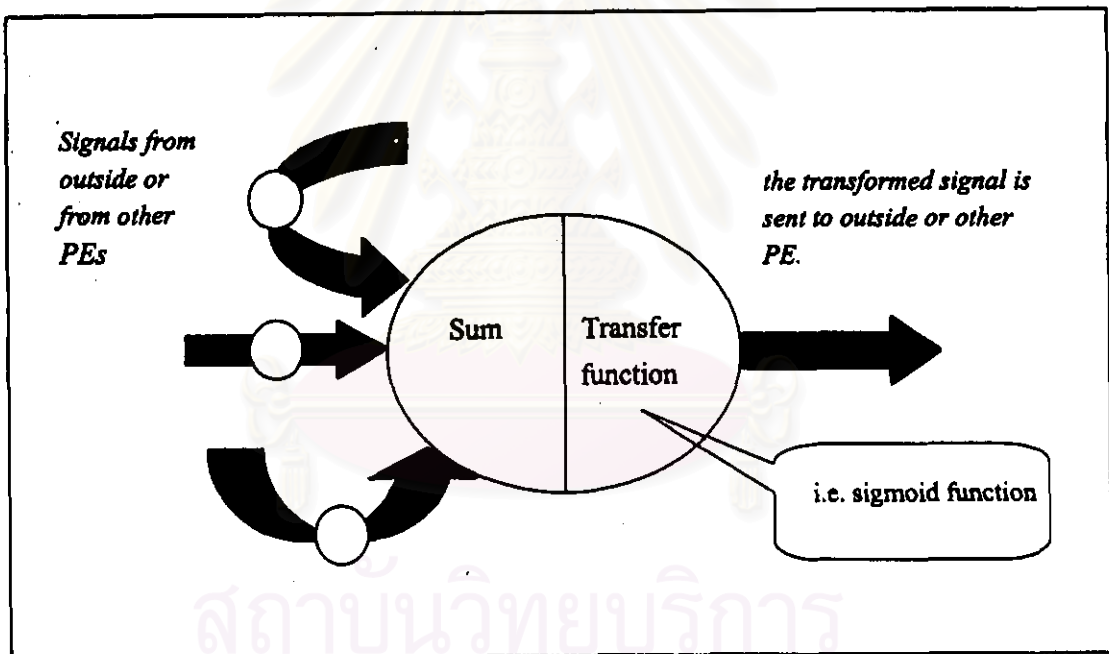 Signals from
outside or
from other
PEs
the transformed signal is
sent to outside or other
PE.
Sum
Transfer
function
i.e. sigmoid function
สถาบันวิทยบริการ